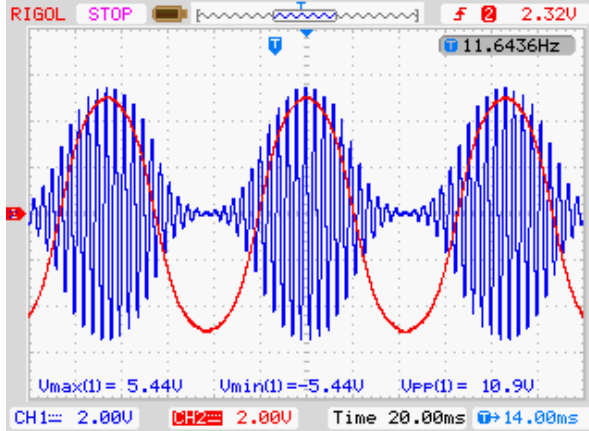 RIGOL STOP T f 2 2.32V
T T 11.6436Hz
Vmax(1)= 5.44V Vmin(1)=-5.44V Vpp(1)= 10.9V
CH1 2.00V CH2 2.00V Time 20.00ms T→14.00ms